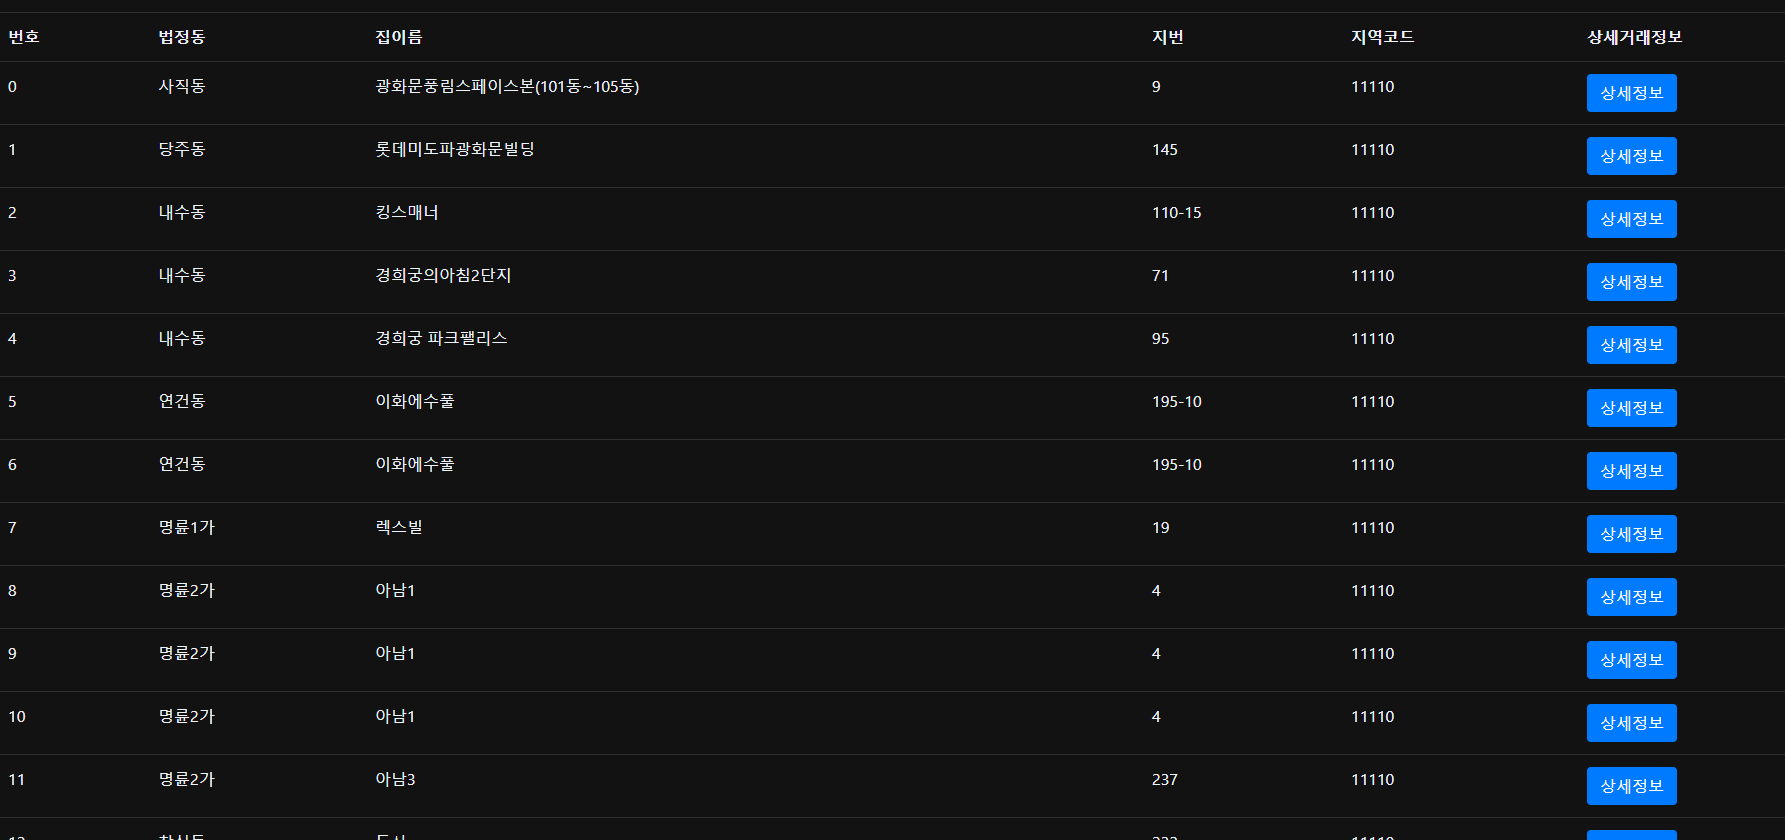 번호 법정동 집이름 지번 지역코드 상세거래정보
0 사직동 광화문풍림스페이스본(101동~105동) 9 11110 상세정보
1 당주동 롯데미도파광화문빌딩 145 11110 상세정보
2 내수동 킹스매너 110-15 11110 상세정보
3 내수동 경희궁의아침2단지 71 11110 상세정보
4 내수동 경희궁 파크팰리스 95 11110 상세정보
5 연건동 이화에수풀 195-10 11110 상세정보
6 연건동 이화에수풀 195-10 11110 상세정보
7 명륜1가 렉스빌 19 11110 상세정보
8 명륜2가 아남1 4 11110 상세정보
9 명륜2가 아남1 4 11110 상세정보
10 명륜2가 아남1 4 11110 상세정보
11 명륜2가 아남3 237 11110 상세정보